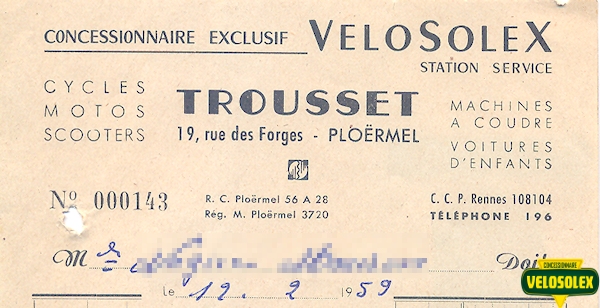 CONCESSIONNAIRE EXCLUSIF VELOSOLEX
STATION SERVICE
CYCLES
MOTOS
SCOOTERS
TROUSSET
19, rue des Forges - PLOËRMEL
MACHINES
A COUDRE
VOITURES
D'ENFANTS
Nº 000143
R. C. Ploërmel 56 A 28
Rég. M. Ploërmel 3720
C. C. P. Rennes 108104
TÉLÉPHONE 196
M
Doit
le 12. 2 1959
CONCESSIONNAIRE
VELOSOLEX